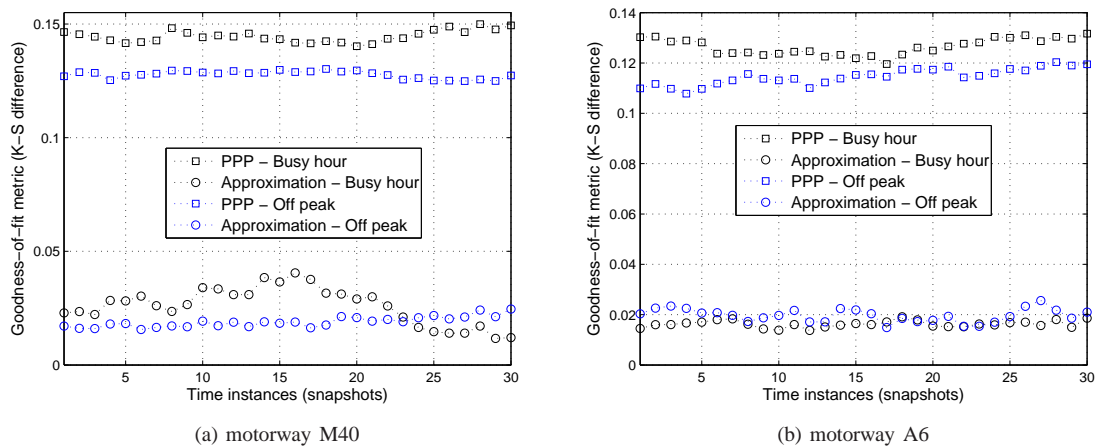 0.15
0.1
0.05
0
5
10
15
20
25
30
Goodness−of−fit metric (K−S difference)
Time instances (snapshots)
PPP − Busy hour
Approximation − Busy hour
PPP − Off peak
Approximation − Off peak
(a) motorway M40
0.14
0.12
0.1
0.08
0.06
0.04
0.02
0
5
10
15
20
25
30
Goodness−of−fit metric (K−S difference)
Time instances (snapshots)
PPP − Busy hour
Approximation − Busy hour
PPP − Off peak
Approximation − Off peak
(b) motorway A6